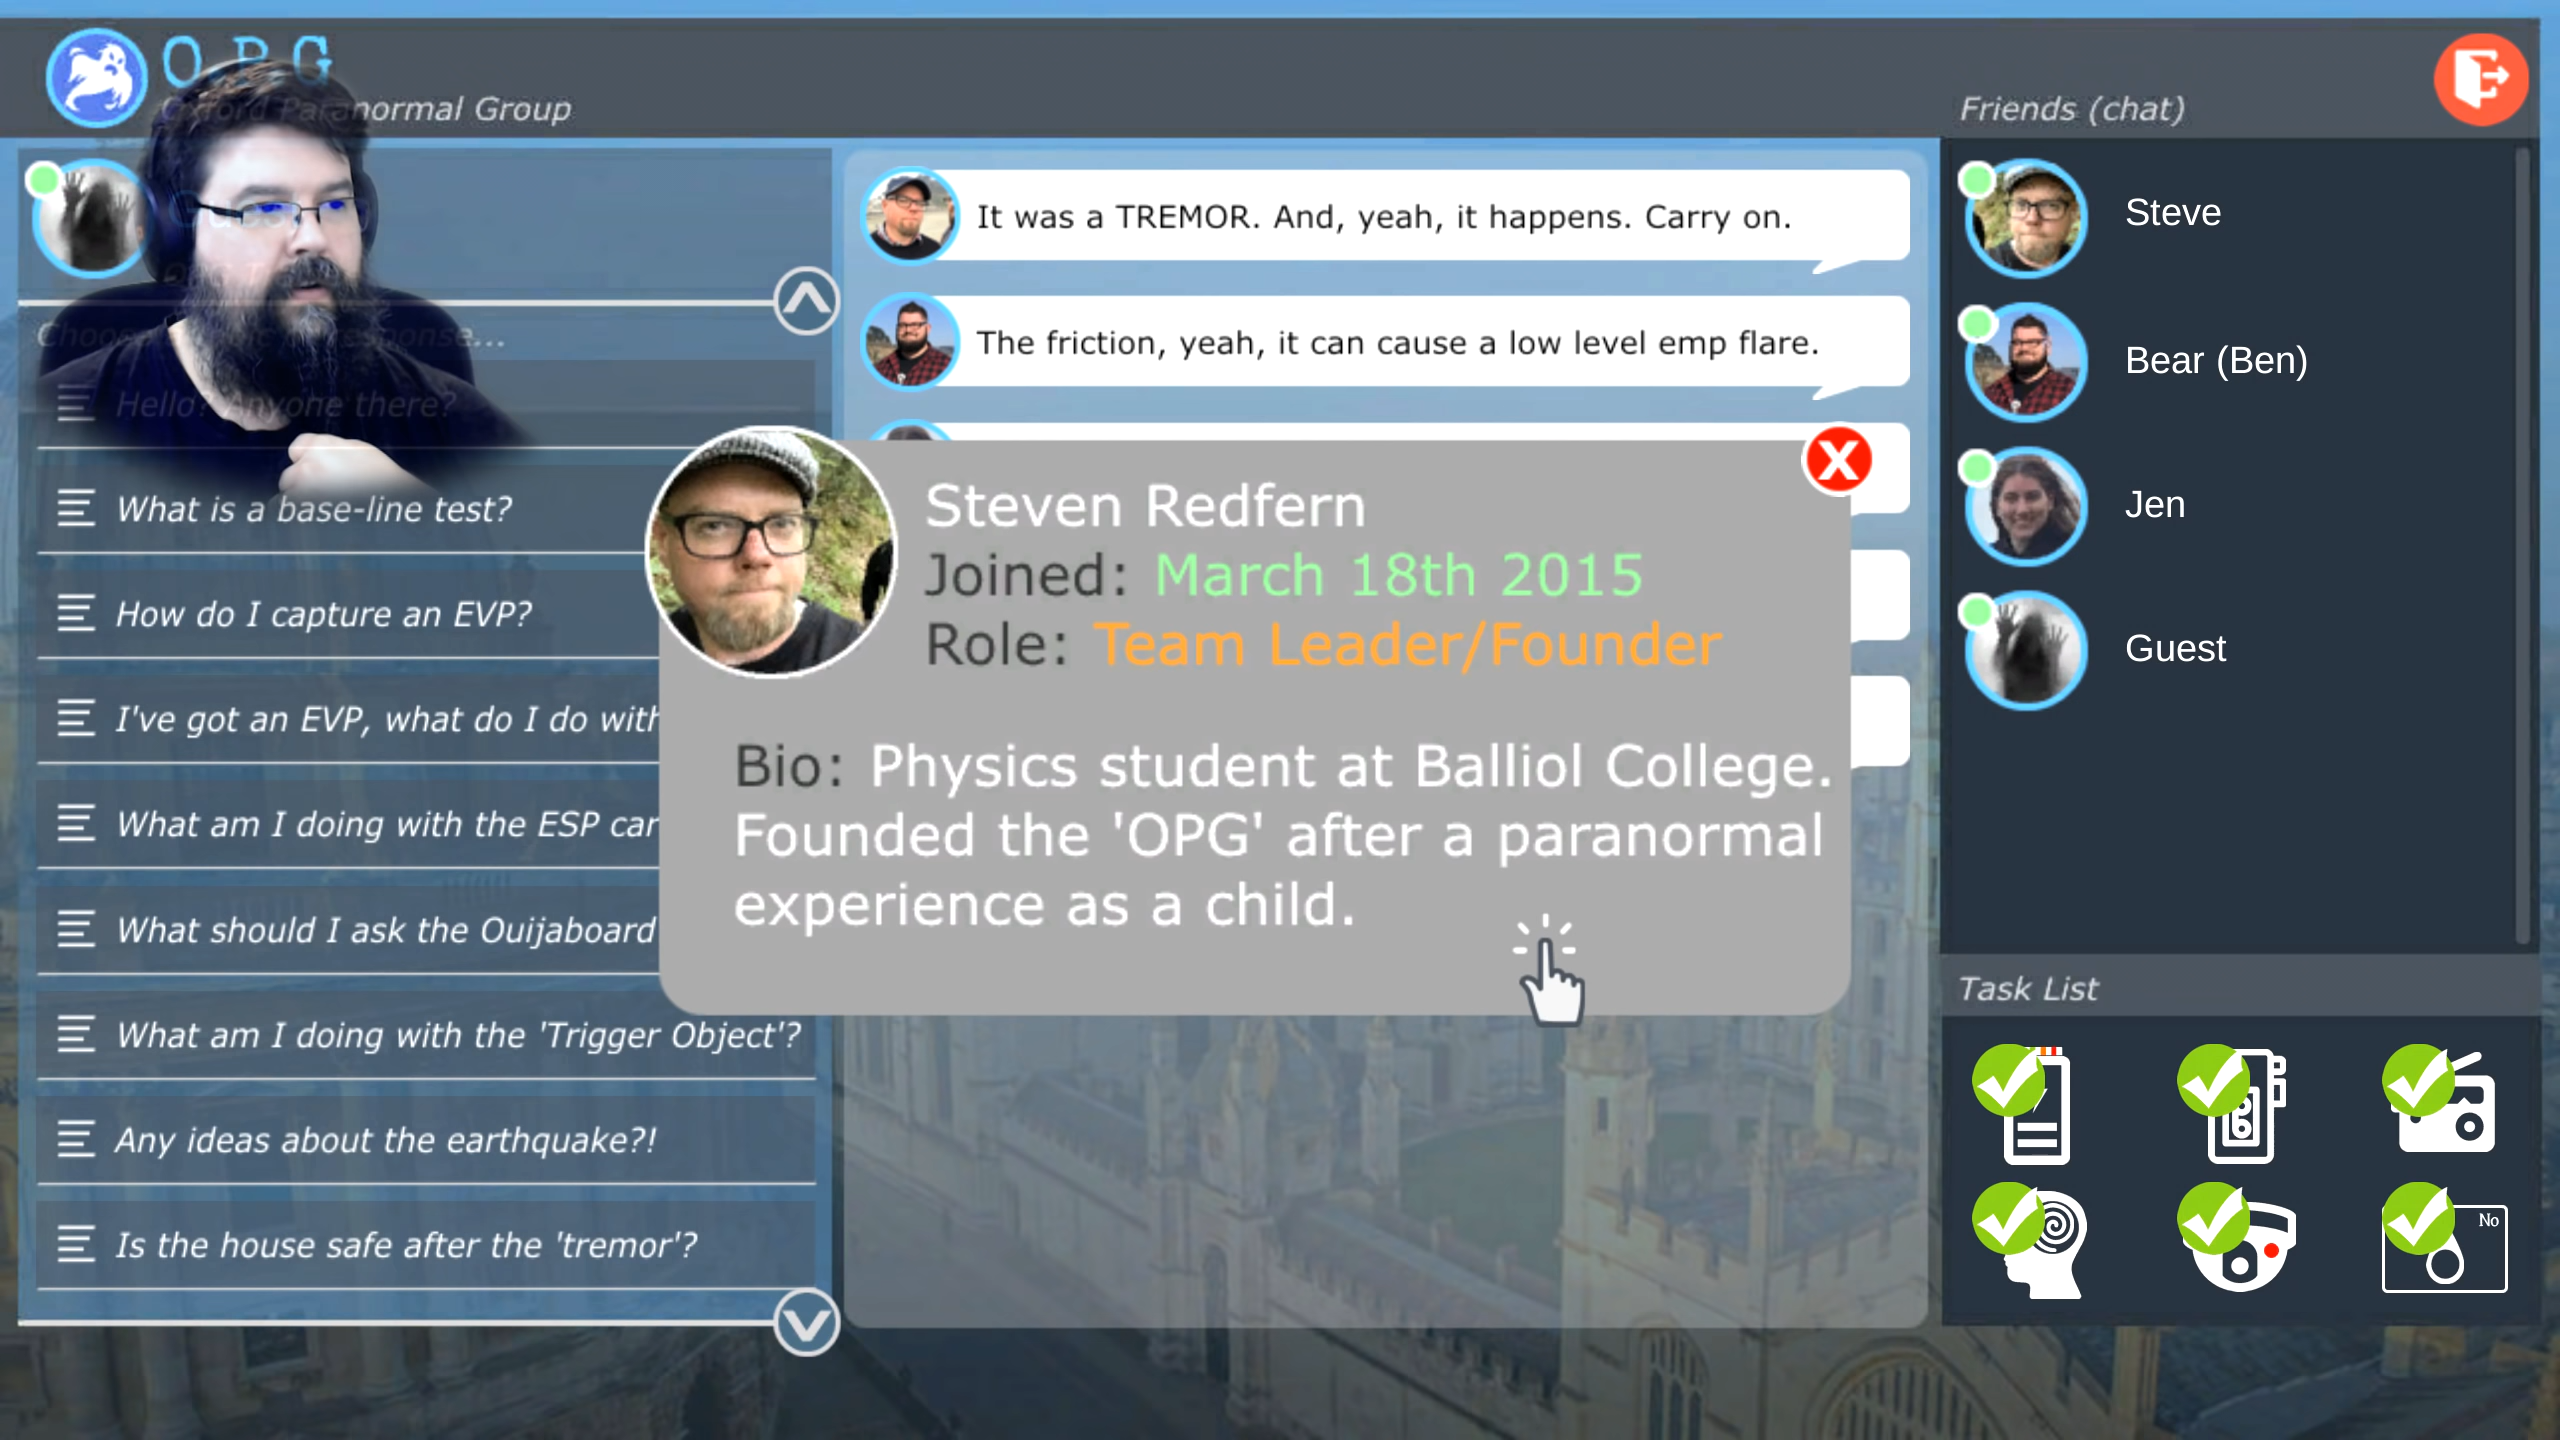 O.P.G
Oxford Paranormal Group
Guest
Choose a topic or response...
Hello? Anyone there?
What is a base-line test?
How do I capture an EVP?
I've got an EVP, what do I do with
What am I doing with the ESP car
What should I ask the Ouijaboard
What am I doing with the 'Trigger Object'?
Any ideas about the earthquake?!
Is the house safe after the 'tremor'?
It was a TREMOR. And, yeah, it happens. Carry on.
The friction, yeah, it can cause a low level emp flare.
X
Steven Redfern
Joined: March 18th 2015
Role: Team Leader/Founder
Bio: Physics student at Balliol College.
Founded the 'OPG' after a paranormal
experience as a child.
Friends (chat)
Steve
Bear (Ben)
Jen
Guest
Task List
No